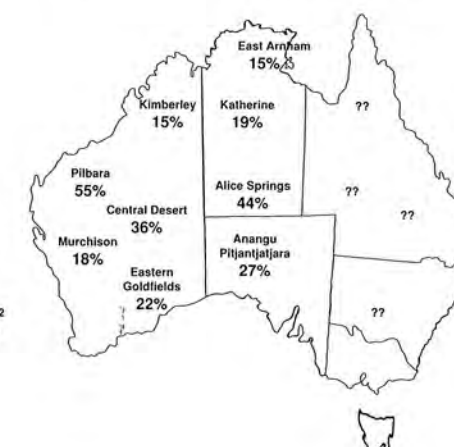 East Arnham
15%
Kimberley
15%
Katherine
19%
??
Pilbara
55%
Alice Springs
44%
??
Central Desert
36%
??
Murchison
18%
Anangu
Pitjantjatjara
27%
Eastern
Goldfields
22%
??
2